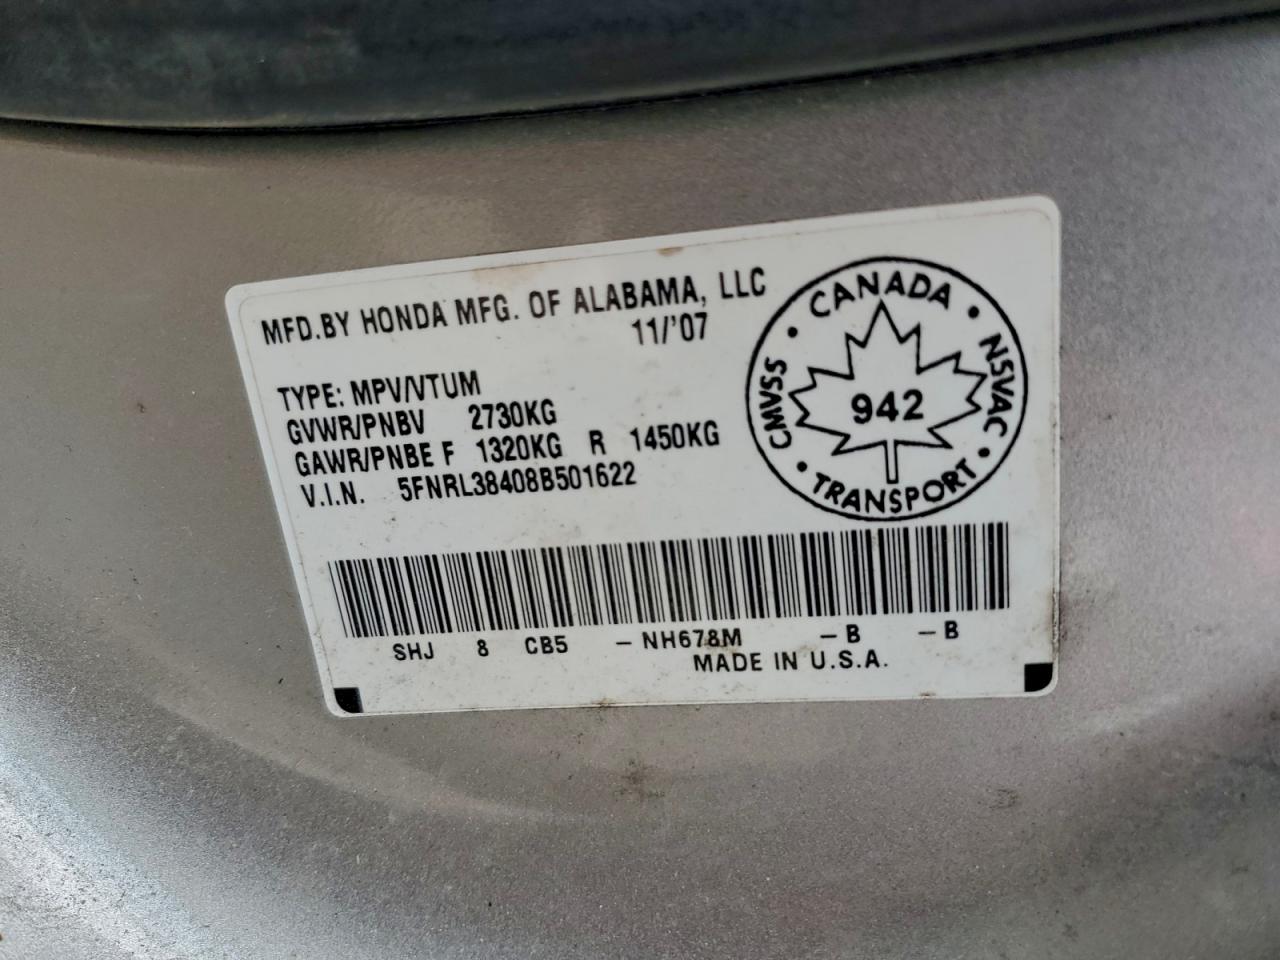 MFD.BY HONDA MFG. OF ALABAMA, LLC
11/'07
TYPE: MPV/VTUM
GVWR/PNBV 2730KG
GAWR/PNBE F 1320KG R 1450KG
V.I.N. 5FNRL38408B501622
CANADA • NSVAC • TRANSPORT • CMVSS •
942
SHJ 8 CB5 - NH678M - B - B
MADE IN U.S.A.